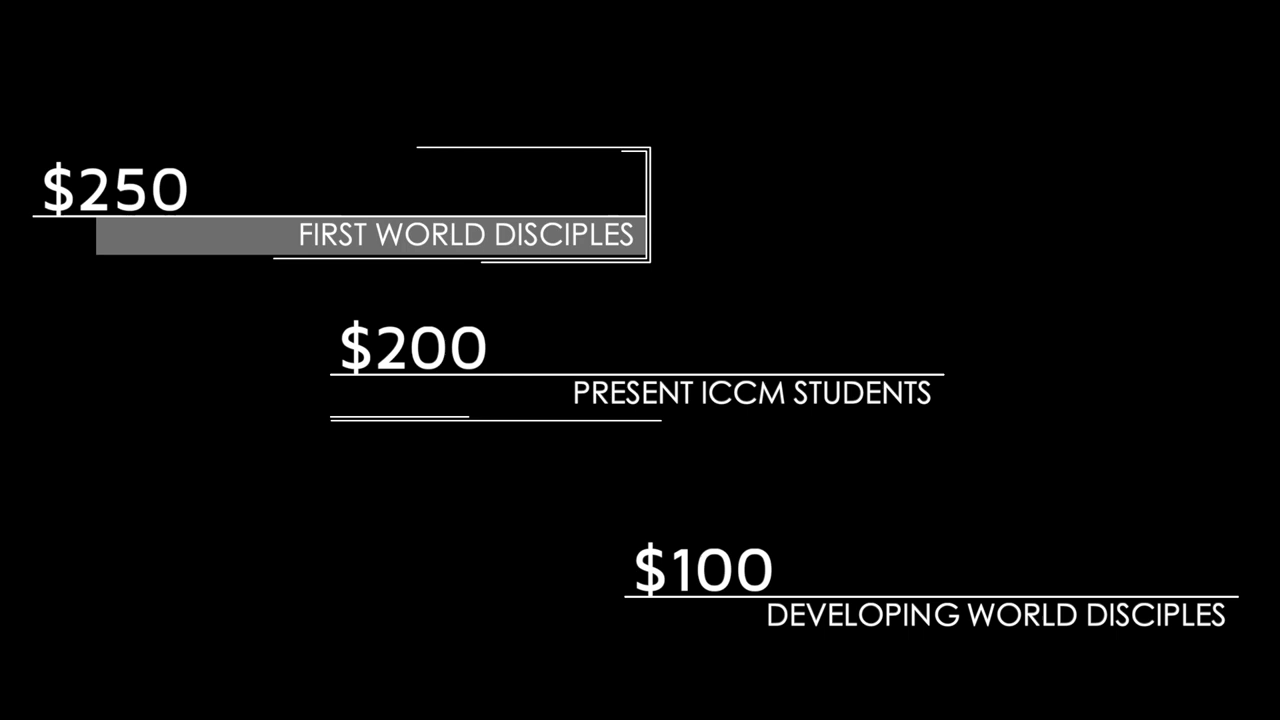 $250
FIRST WORLD DISCIPLES
$200
PRESENT ICCM STUDENTS
$100
DEVELOPING WORLD DISCIPLES